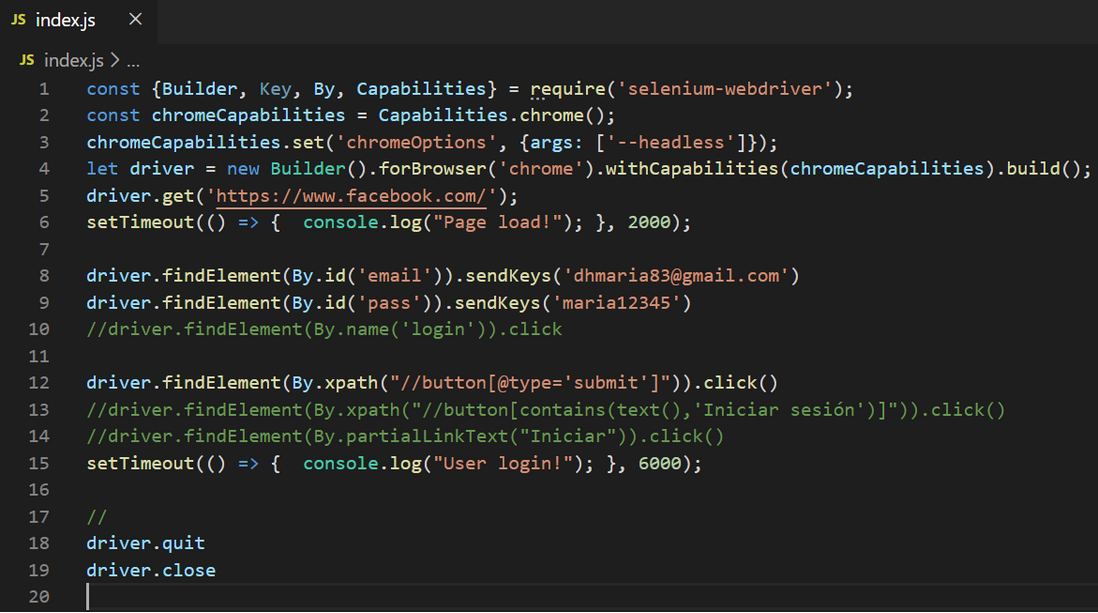 JS index.js ×
JS index.js > ...
1 const {Builder, Key, By, Capabilities} = require('selenium-webdriver');
2 const chromeCapabilities = Capabilities.chrome();
3 chromeCapabilities.set('chromeOptions', {args: ['--headless']});
4 let driver = new Builder().forBrowser('chrome').withCapabilities(chromeCapabilities).build();
5 driver.get('https://www.facebook.com/');
6 setTimeout(() => {  console.log("Page load!"); }, 2000);
7
8 driver.findElement(By.id('email')).sendKeys('dhmaria83@gmail.com')
9 driver.findElement(By.id('pass')).sendKeys('maria12345')
10 //driver.findElement(By.name('login')).click
11
12 driver.findElement(By.xpath("//button[@type='submit']")).click()
13 //driver.findElement(By.xpath("//button[contains(text(),'Iniciar sesión')]")).click()
14 //driver.findElement(By.partialLinkText("Iniciar")).click()
15 setTimeout(() => {  console.log("User login!"); }, 6000);
16
17 //
18 driver.quit
19 driver.close
20